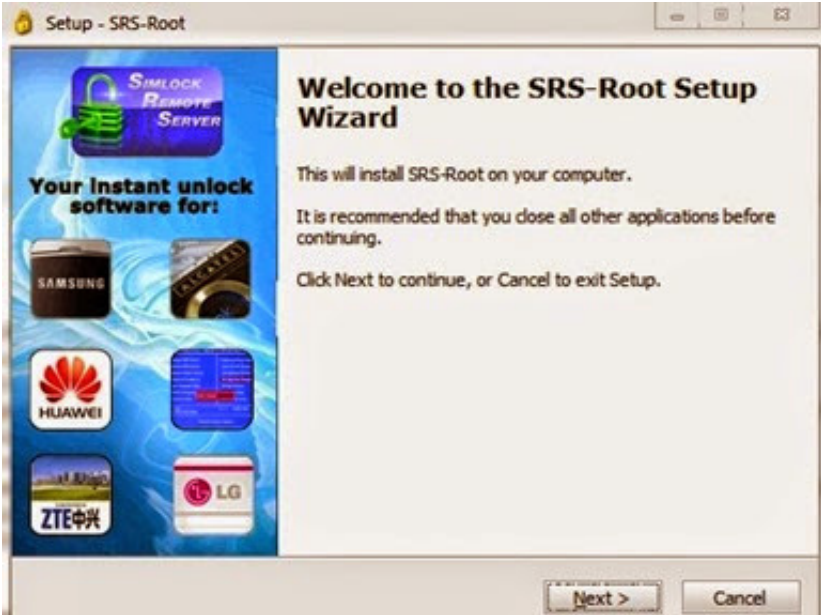 Setup - SRS-Root
SIMLOCK
REMOTE
SERVER
Your instant unlock
software for:
SAMSUNG
ALCATEL
HUAWEI
ZTE中兴
LG
Welcome to the SRS-Root Setup
Wizard
This will install SRS-Root on your computer.
It is recommended that you close all other applications before
continuing.
Click Next to continue, or Cancel to exit Setup.
Next >
Cancel